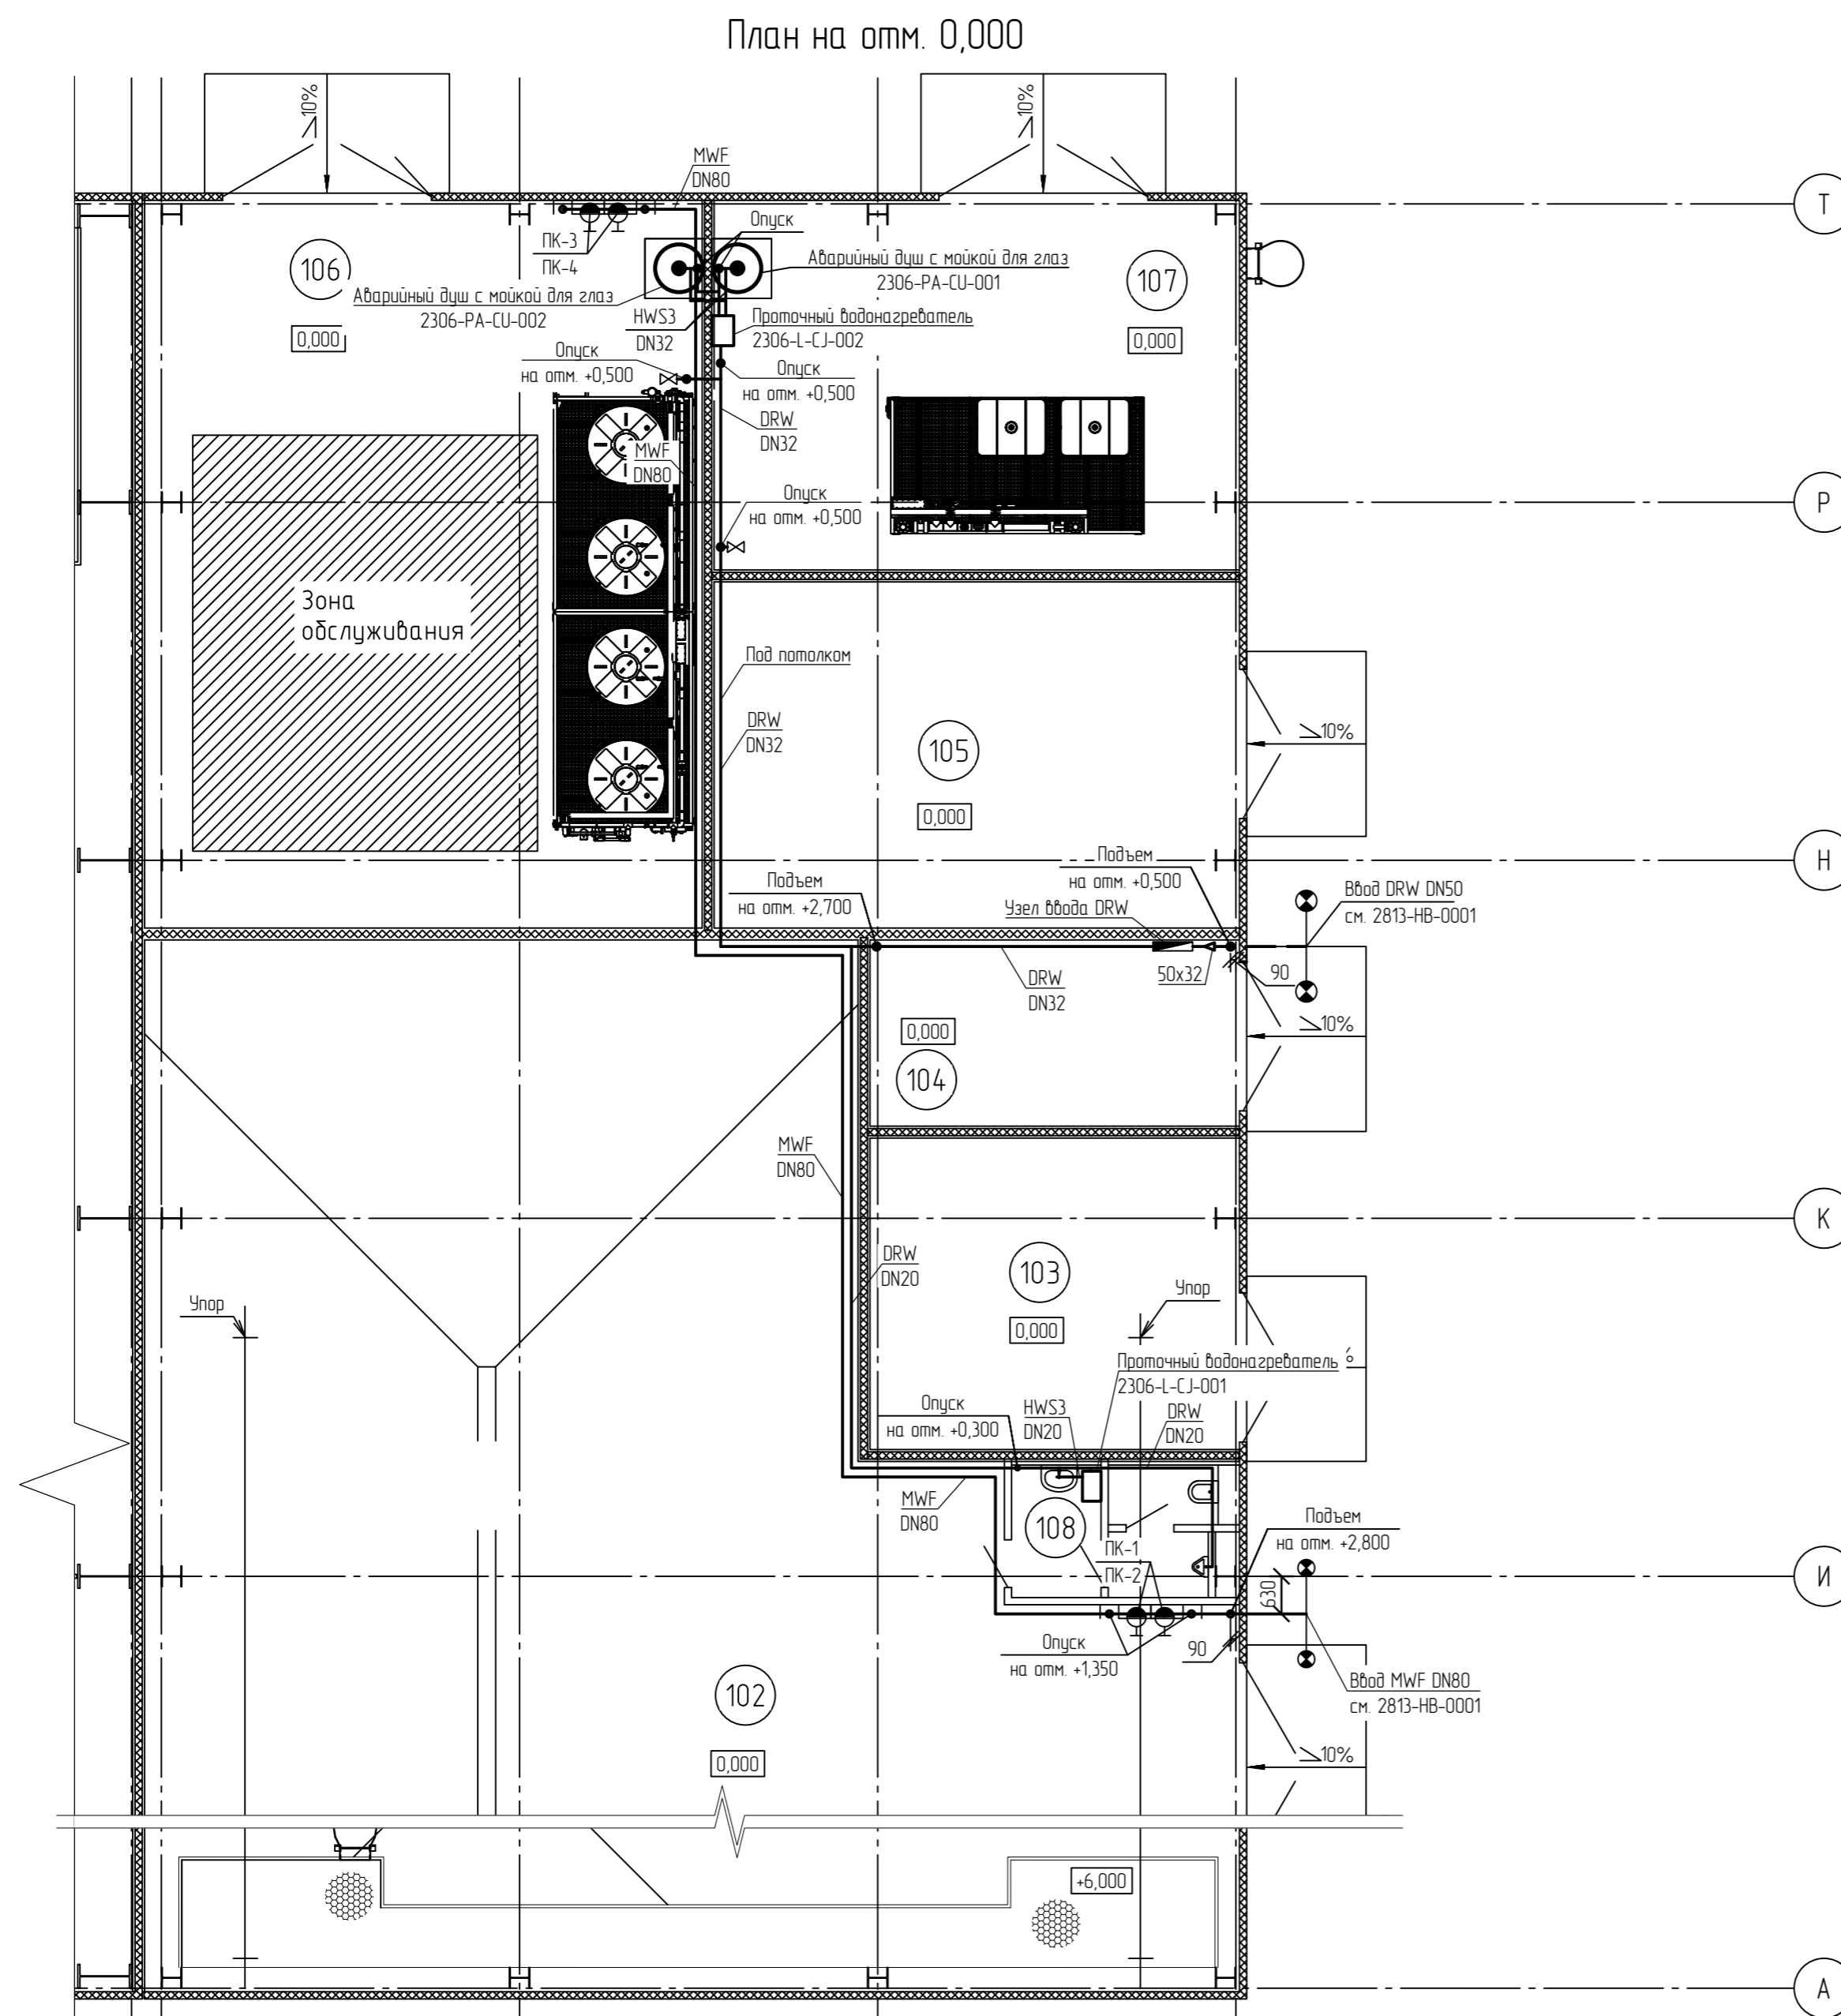 План на отм. 0,000
⩾10%
⩾10%
MWF
DN80
Т
Опуск
ПК-3
ПК-4
106
Аварийный душ с мойкой для глаз
2306-PA-CU-001
107
Аварийный душ с мойкой для глаз
2306-PA-CU-002
HWS3
DN32
Проточный водонагреватель
2306-L-CJ-002
0,000
0,000
Опуск
на отм. +0,500
Опуск
на отм. +0,500
DRW
DN32
MWF
DN80
Опуск
на отм. +0,500
Р
Зона
обслуживания
Под потолком
DRW
DN32
105
⩾10%
0,000
Подъем
на отм. +0,500
Н
Подъем
на отм. +2,700
Узел ввода DRW
Ввод DRW DN50
см. 2813-НВ-0001
DRW
DN32
50х32
90
0,000
⩾10%
104
MWF
DN80
К
DRW
DN20
103
Упор
Упор
0,000
Проточный водонагреватель
2306-L-CJ-001
Опуск
на отм. +0,300
HWS3
DN20
DRW
DN20
MWF
DN80
108
Подъем
на отм. +2,800
ПК-1
ПК-2
И
630
Опуск
на отм. +1,350
90
102
Ввод MWF DN80
см. 2813-НВ-0001
0,000
⩾10%
+6,000
А